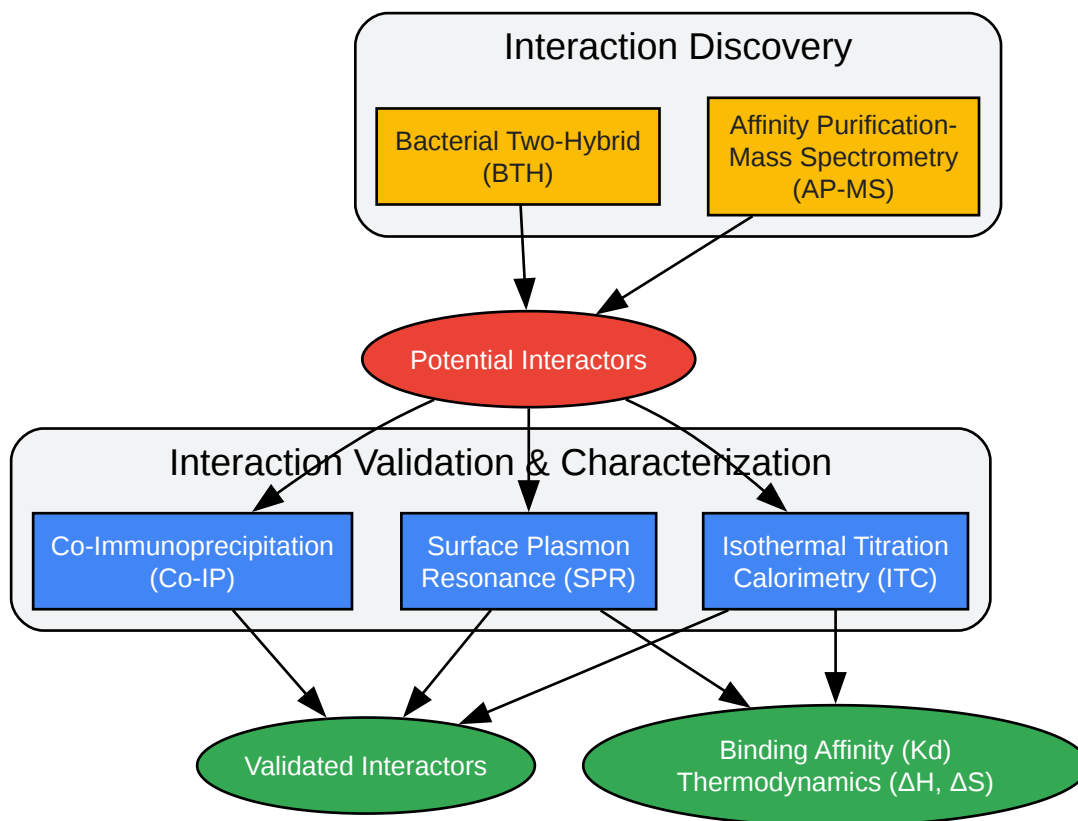 Interaction Discovery
Bacterial Two-Hybrid
(BTH)
Affinity Purification-
Mass Spectrometry
(AP-MS)
Potential Interactors
Interaction Validation & Characterization
Co-Immunoprecipitation
(Co-IP)
Surface Plasmon
Resonance (SPR)
Isothermal Titration
Calorimetry (ITC)
Validated Interactors
Binding Affinity (Kd)
Thermodynamics (ΔH, ΔS)